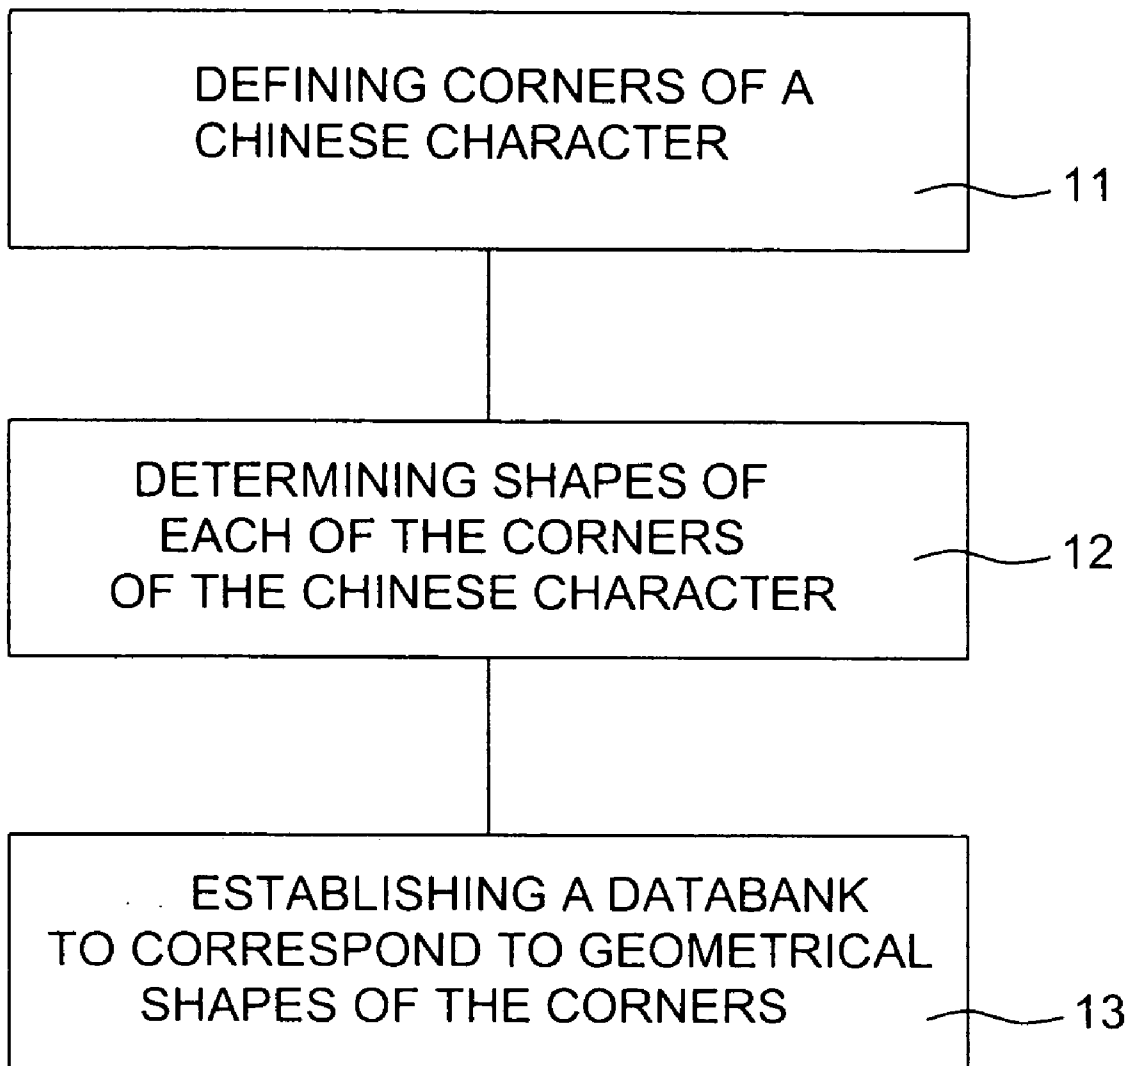 DEFINING CORNERS OF A
CHINESE CHARACTER
11
DETERMINING SHAPES OF
EACH OF THE CORNERS
OF THE CHINESE CHARACTER
12
ESTABLISHING A DATABANK
TO CORRESPOND TO GEOMETRICAL
SHAPES OF THE CORNERS
13